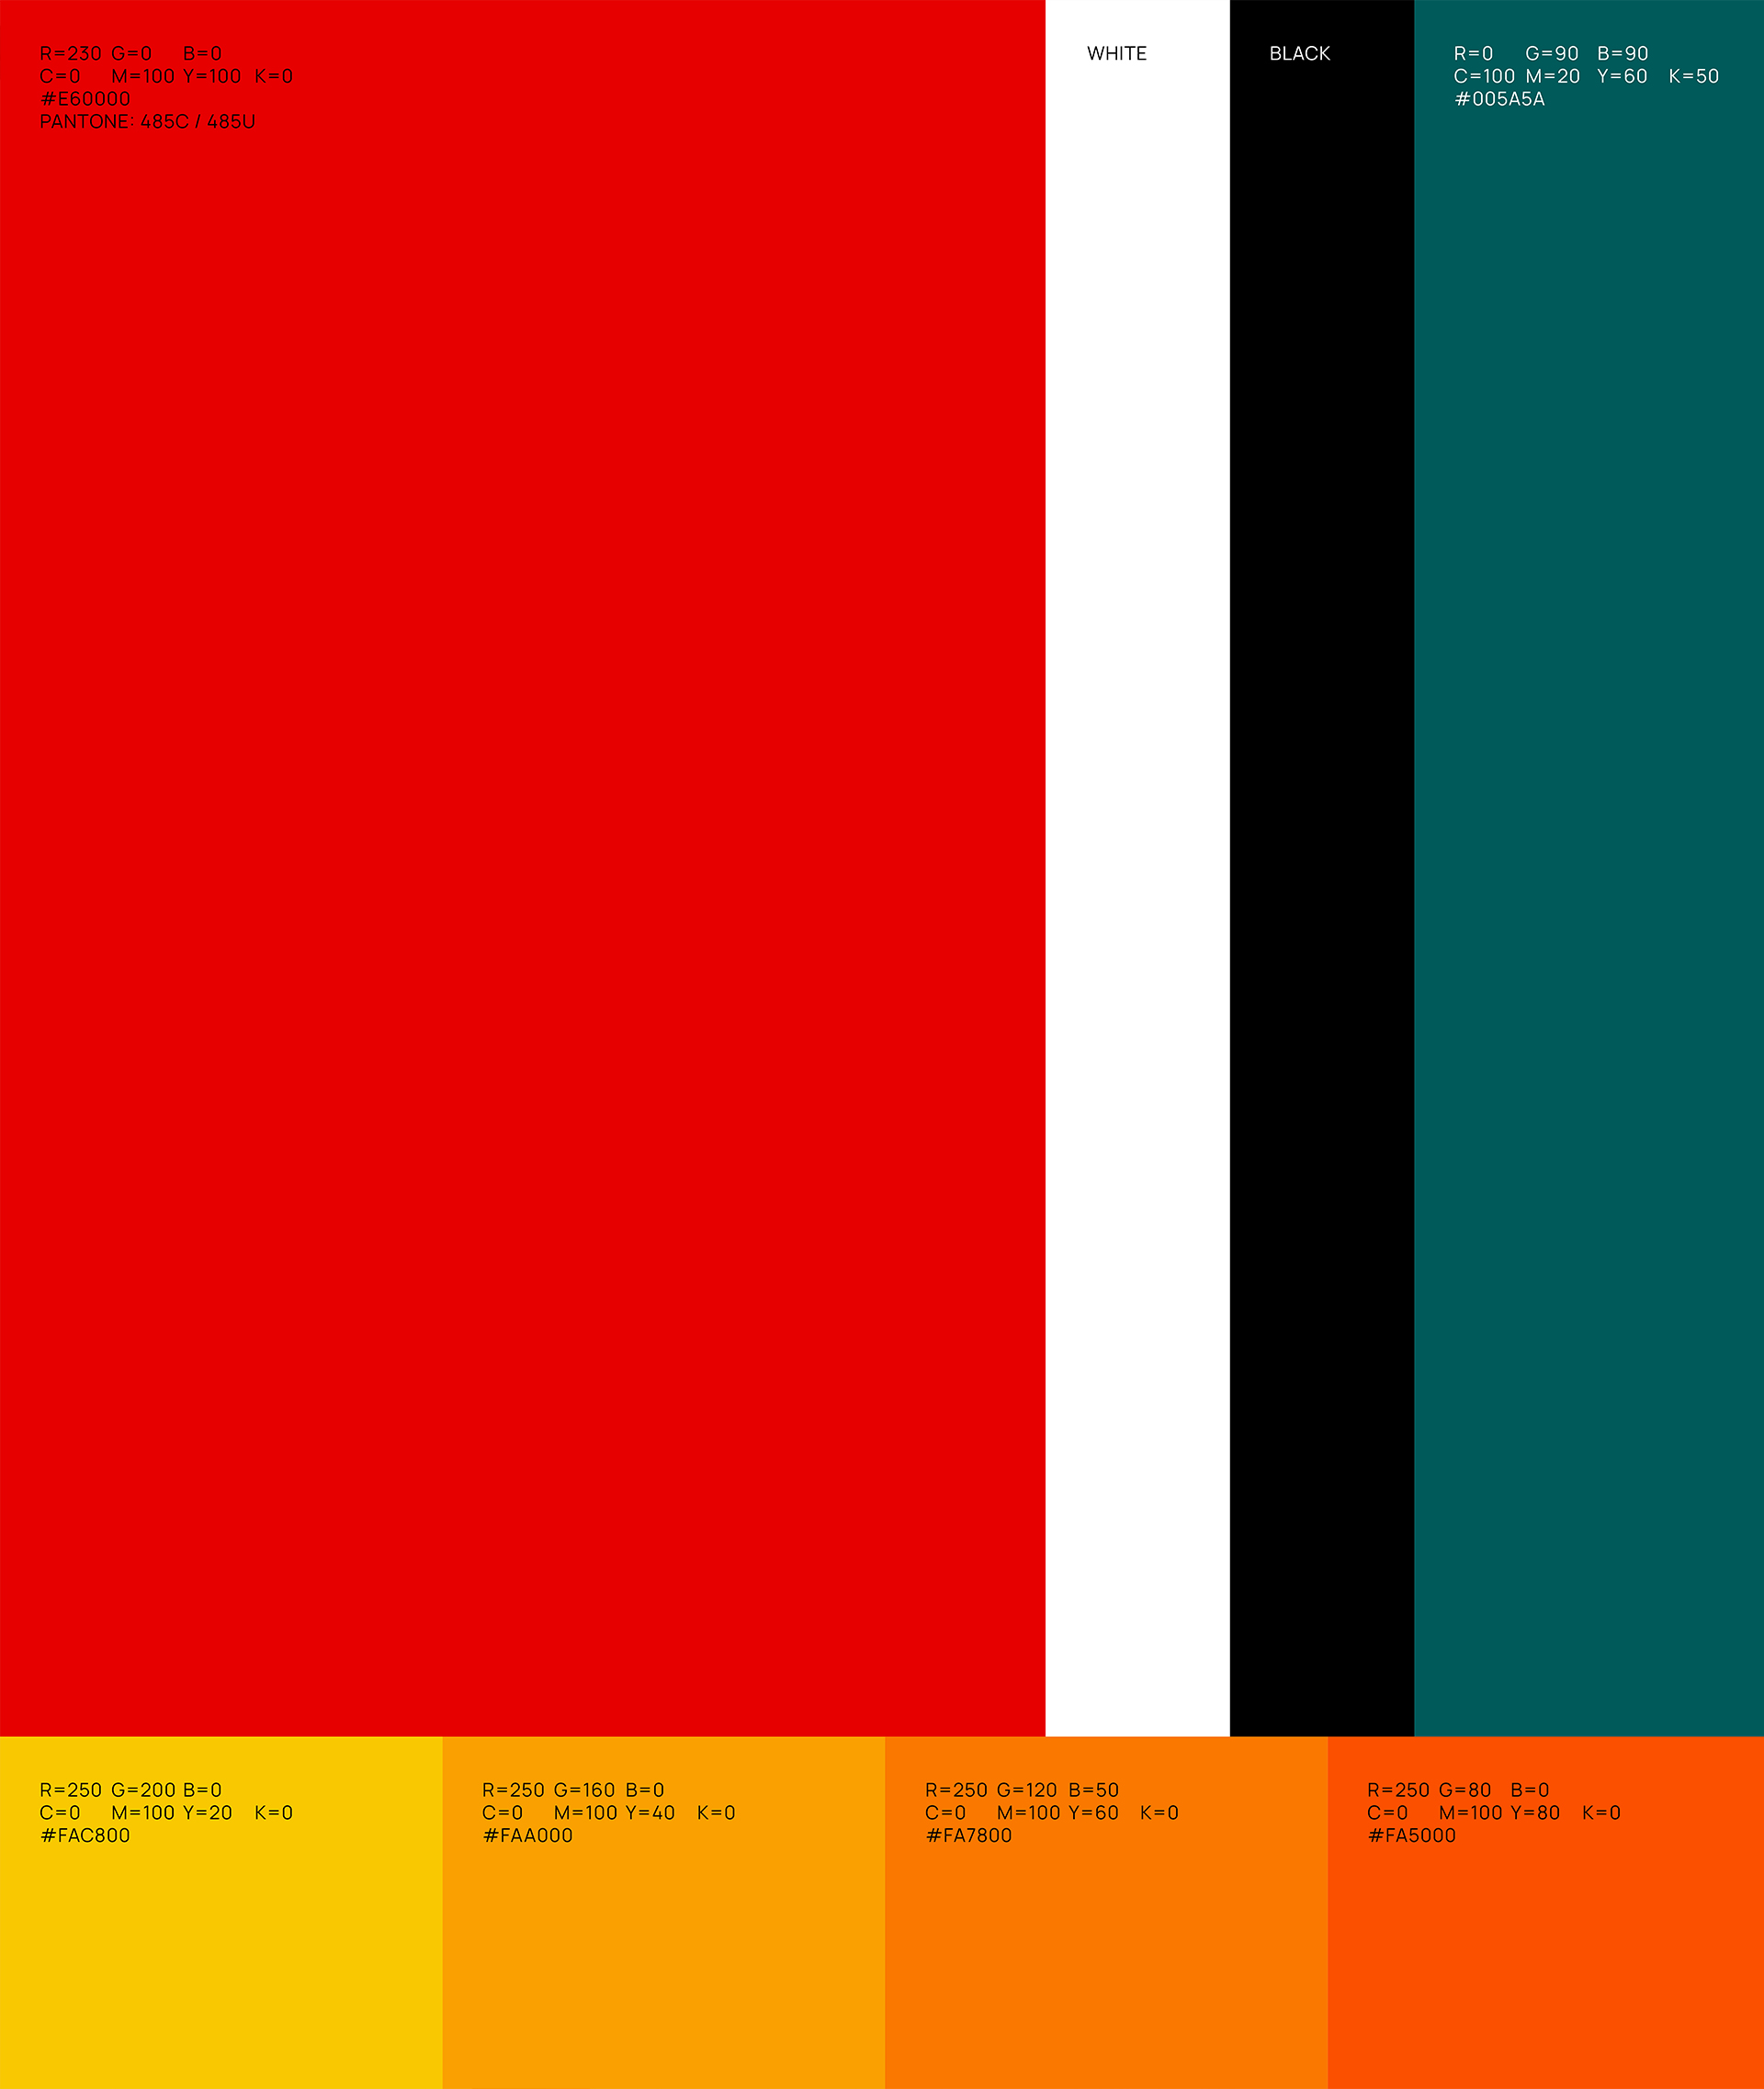 R=230 G=0 B=0
C=0 M=100 Y=100 K=0
#E60000
PANTONE: 485C / 485U
WHITE
BLACK
R=0 G=90 B=90
C=100 M=20 Y=60 K=50
#005A5A
R=250 G=200 B=0
C=0 M=100 Y=20 K=0
#FAC800
R=250 G=160 B=0
C=0 M=100 Y=40 K=0
#FAA000
R=250 G=120 B=50
C=0 M=100 Y=60 K=0
#FA7800
R=250 G=80 B=0
C=0 M=100 Y=80 K=0
#FA5000